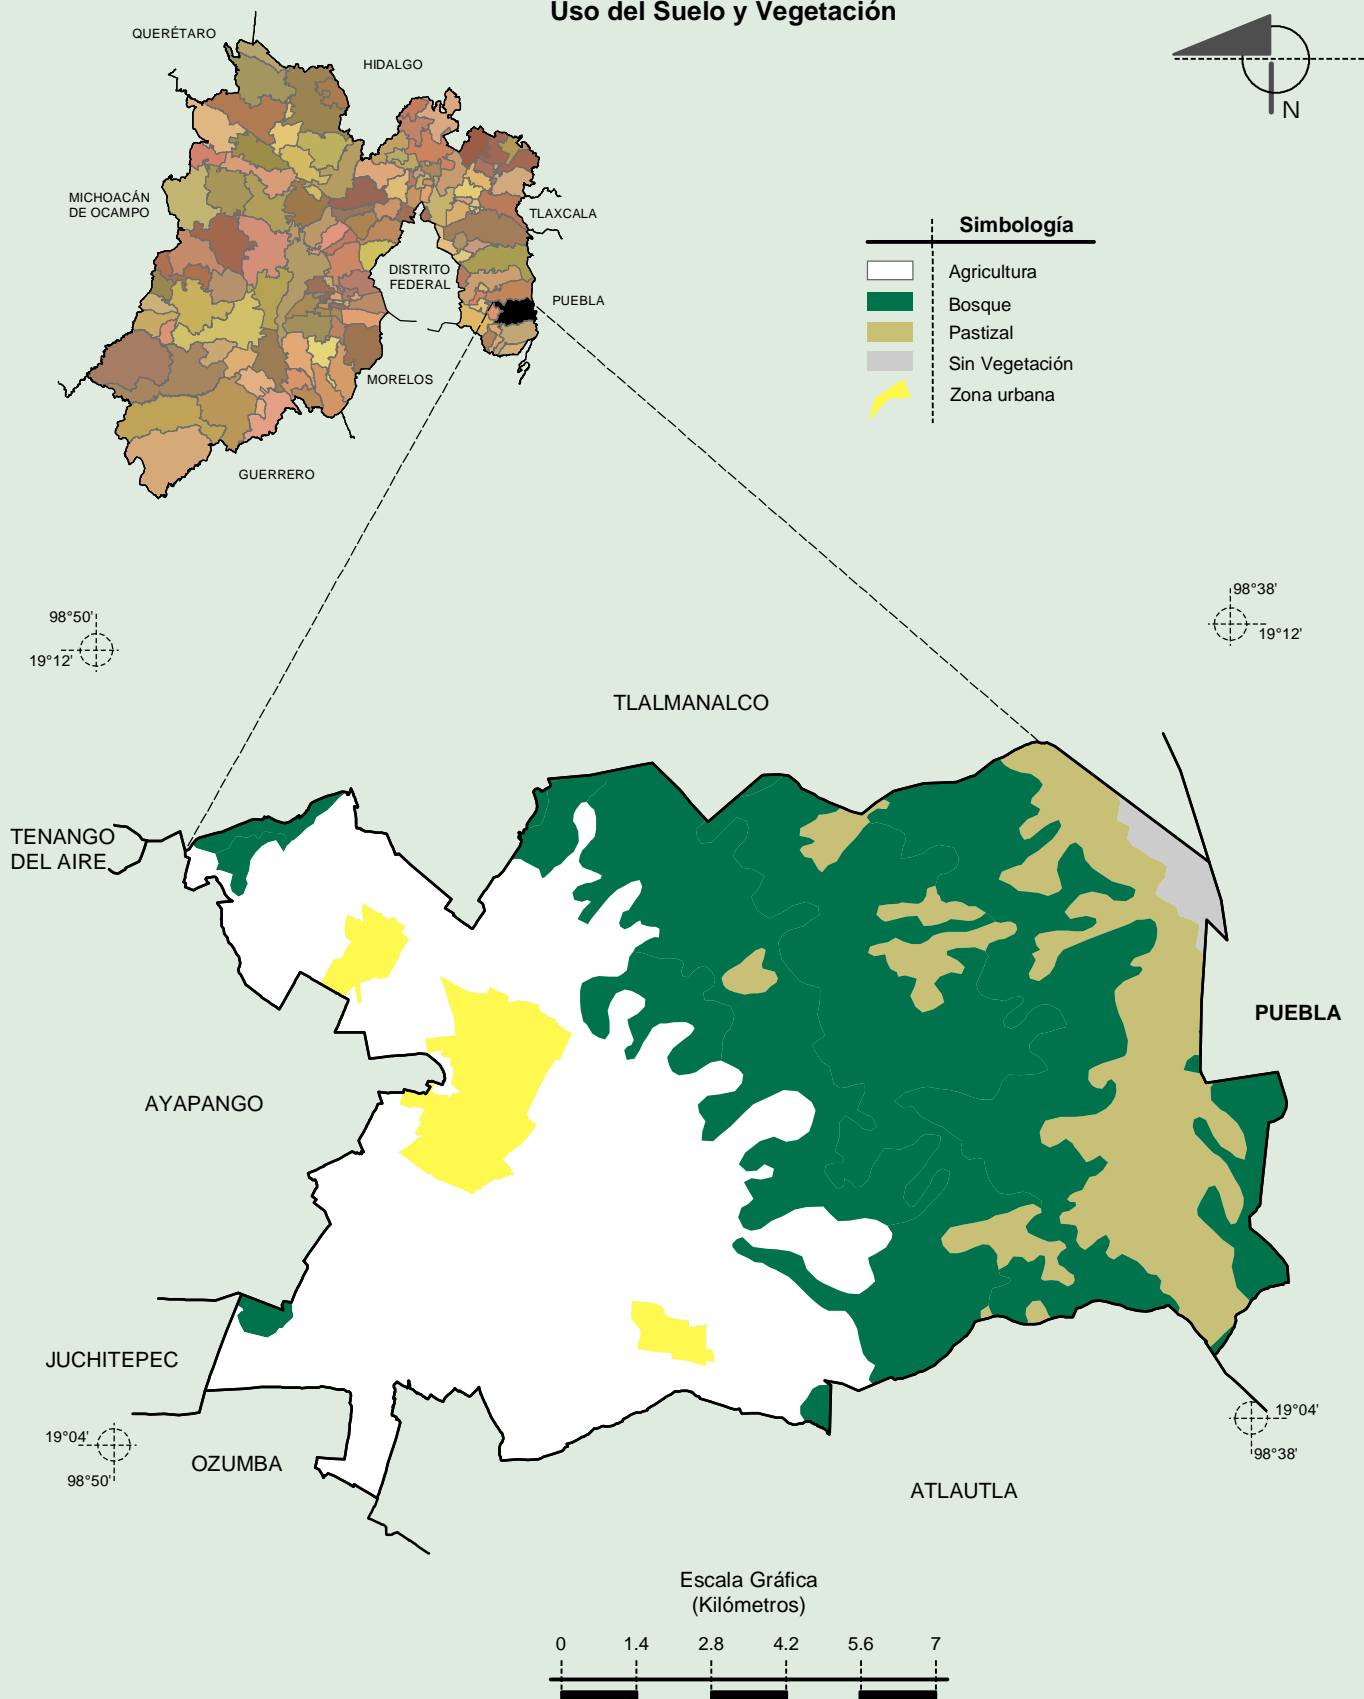 Uso del Suelo y Vegetación
QUERÉTARO
HIDALGO
N
MICHOACÁN
DE OCAMPO
TLAXCALA
DISTRITO
FEDERAL
PUEBLA
MORELOS
GUERRERO
Simbología
Agricultura
Bosque
Pastizal
Sin Vegetación
Zona urbana
98°50'
19°12'
98°38'
19°12'
TLALMANALCO
TENANGO
DEL AIRE
PUEBLA
AYAPANGO
JUCHITEPEC
19°04'
98°50'
OZUMBA
19°04'
98°38'
ATLAUTLA
Escala Gráfica
(Kilómetros)
0 1.4 2.8 4.2 5.6 7